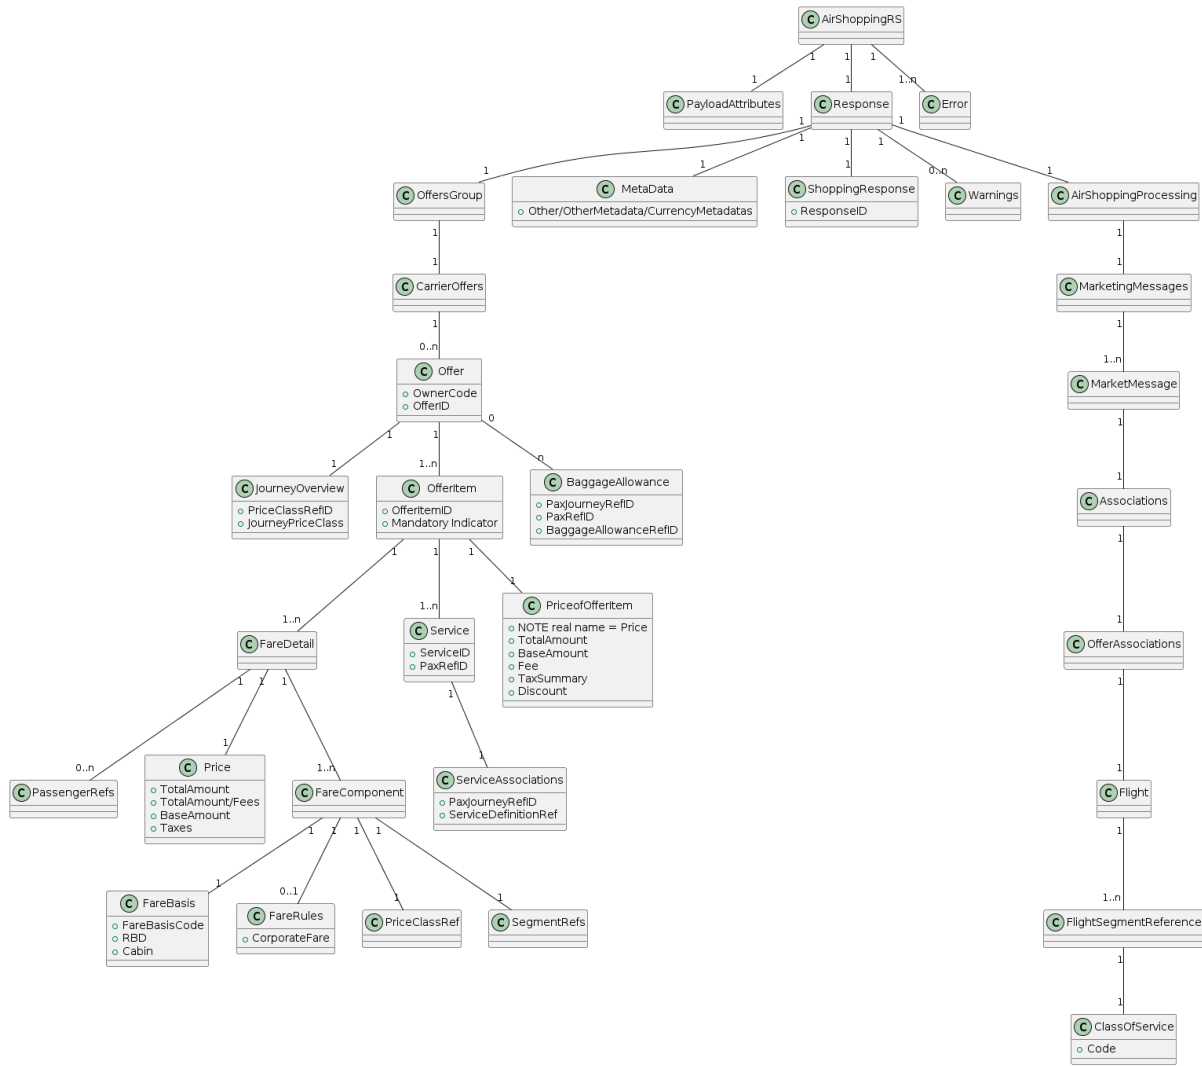 C AirShoppingRS
1 1 1
1 1 1..n
C PayloadAttributes C Response C Error
1 1 1 1 1
1 1 1 0..n 1
C OffersGroup C MetaData C ShoppingResponse C Warnings C AirShoppingProcessing
Other/OtherMetadata/CurrencyMetadatas
ResponseID
1 1
1 1
C CarrierOffers C MarketingMessages
1 1
0..n 1..n
C Offer
OwnerCode
OfferID
C MarketMessage
1 1 0 1
1 1..n n 1
C JourneyOverview
PriceClassRefID
JourneyPriceClass
C OfferItem
OfferItemID
Mandatory Indicator
C BaggageAllowance
PaxJourneyRefID
PaxRefID
BaggageAllowanceRefID
C Associations
1 1 1 1
1..n 1..n 1 1
C FareDetail
C Service
ServiceID
PaxRefID
C PriceofOfferItem
NOTE real name = Price
TotalAmount
BaseAmount
Fee
TaxSummary
Discount
C OfferAssociations
1 1 1 1 1
0..n 1 1..n 1 1
C PassengerRefs
C Price
TotalAmount
TotalAmount/Fees
BaseAmount
Taxes
C FareComponent
C ServiceAssociations
PaxJourneyRefID
ServiceDefinitionRef
C Flight
1 1 1 1 1
1 0..1 1 1 1..n
C FareBasis
FareBasisCode
RBD
Cabin
C FareRules
CorporateFare
C PriceClassRef
C SegmentRefs
C FlightSegmentReference
1
1
C ClassOfService
Code